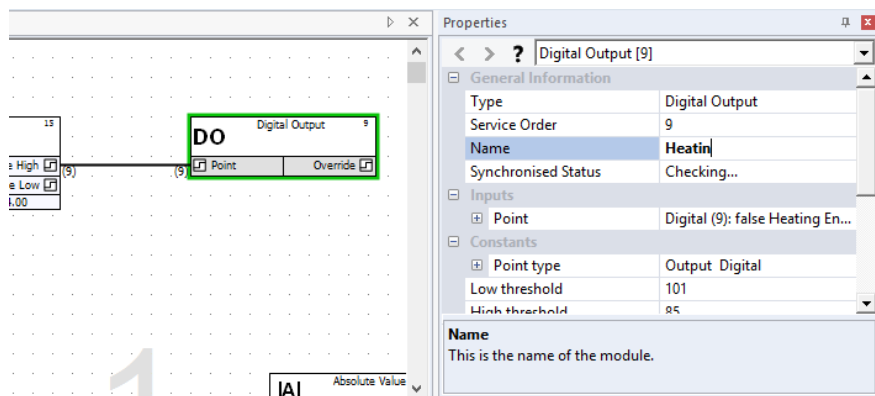 Properties
Digital Output [9]
General Information
Type Digital Output
Service Order 9
Name Heatin
Synchronised Status Checking...
Inputs
Point Digital (9): false Heating En...
Constants
Point type Output Digital
Low threshold 101
High threshold 85
Name
This is the name of the module.
15
e High
(9)
e Low
4.00
Digital Output 9
DO
(9)
Point Override
1
Absolute Value
|A|